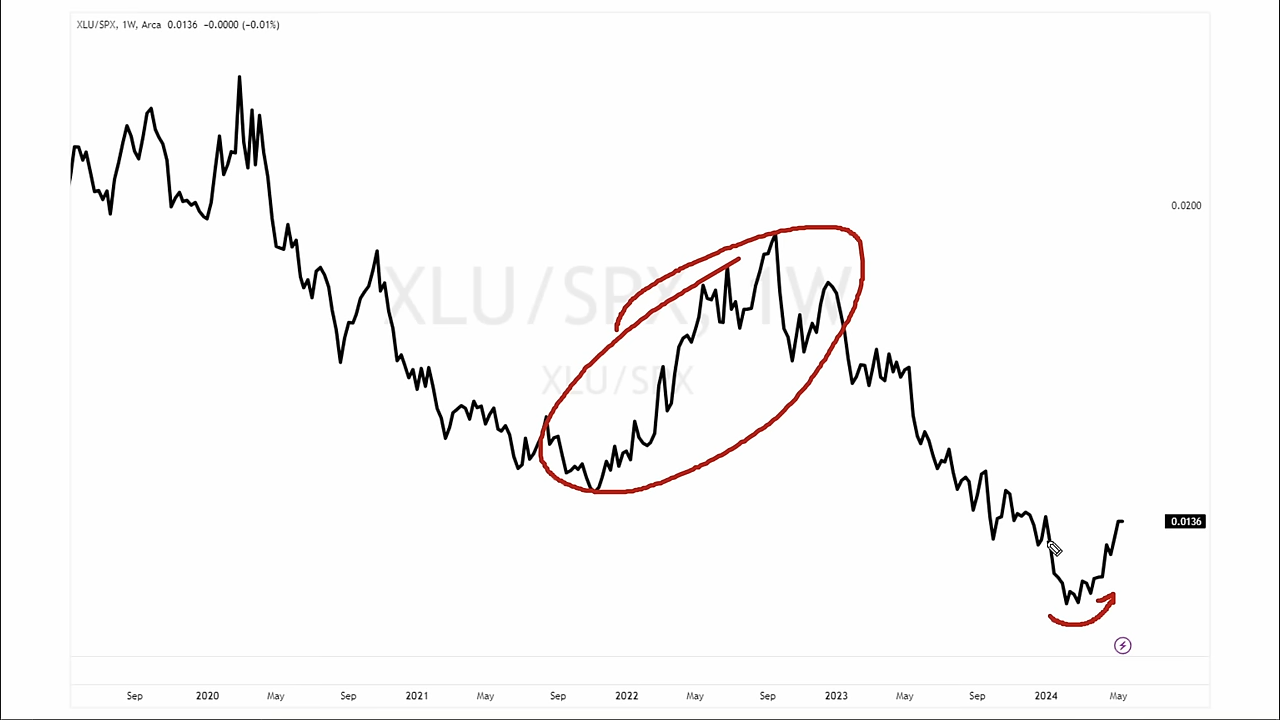 XLU/SPX, 1W, Arca 0.0136 −0.0000 (−0.01%)
0.0200
XLU/SPX, 1W
XLU/SPX
0.0136
Sep 2020 May Sep 2021 May Sep 2022 May Sep 2023 May Sep 2024 May